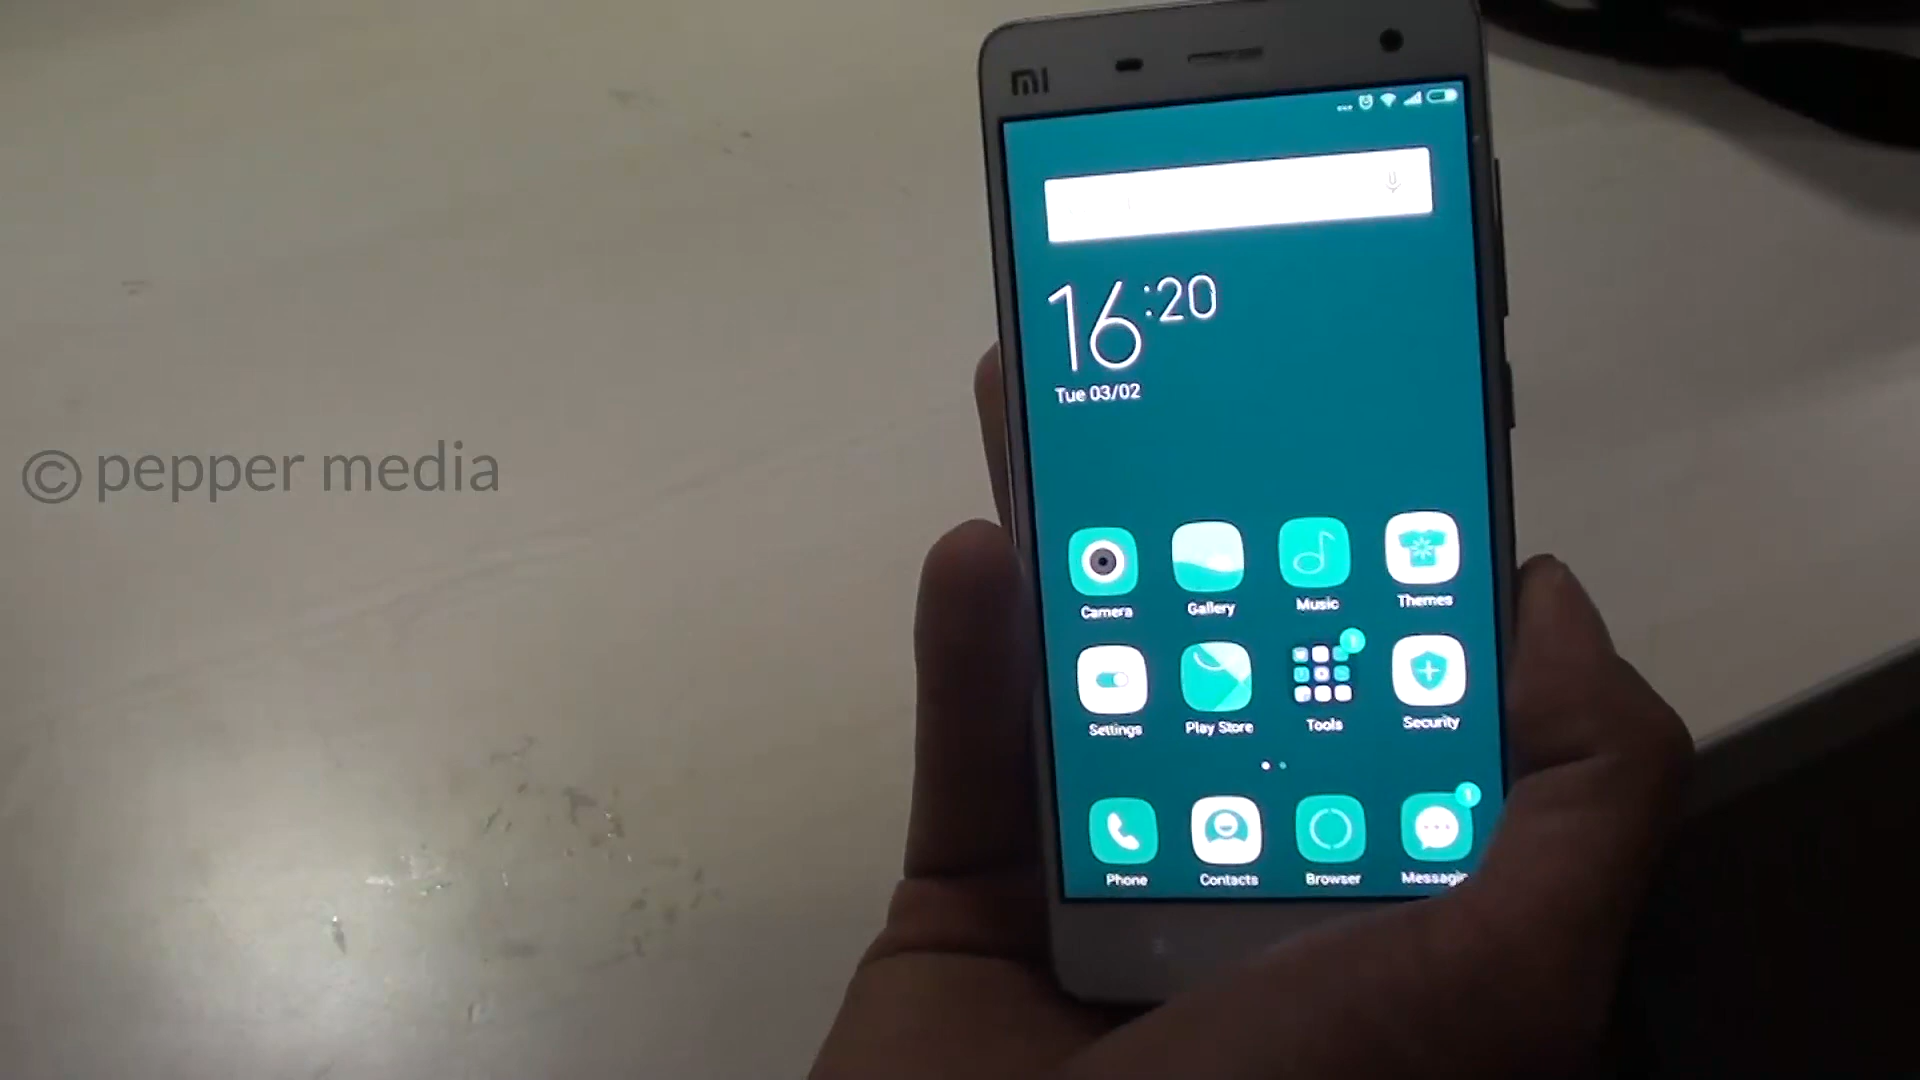 mi
16:20
Tue 03/02
© pepper media
Camera
Gallery
Music
Themes
Settings
Play Store
Tools
Security
Phone
Contacts
Browser
Messagin